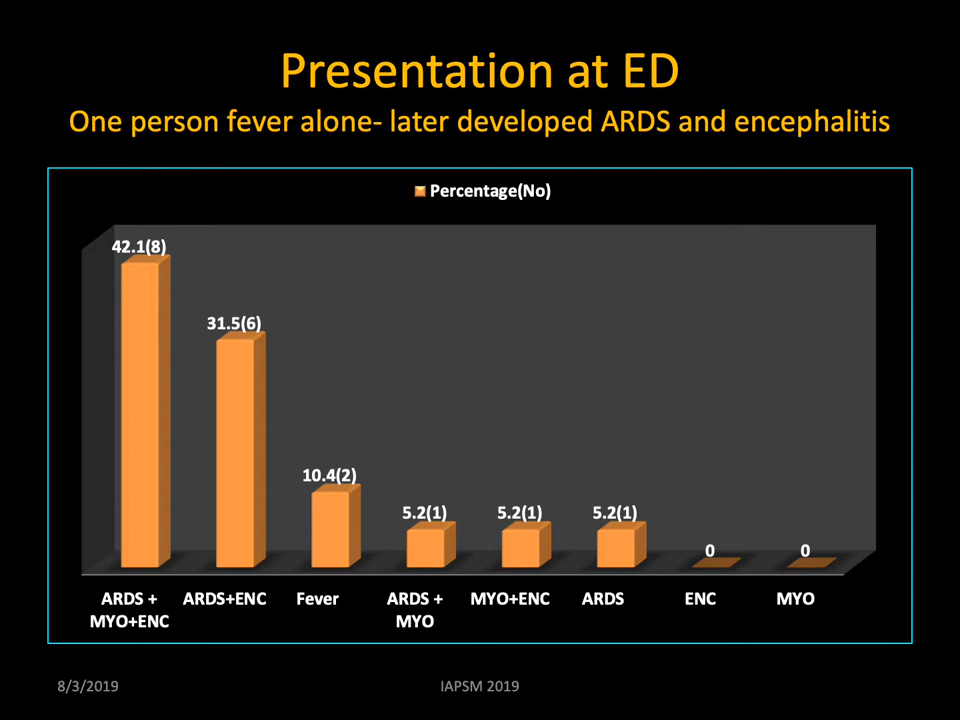 Presentation at ED
One person fever alone- later developed ARDS and encephalitis
Percentage(No)
42.1(8)
31.5(6)
10.4(2)
5.2(1)
5.2(1)
5.2(1)
0
0
ARDS +
MYO+ENC
ARDS+ENC
Fever
ARDS +
MYO
MYO+ENC
ARDS
ENC
MYO
8/3/2019
IAPSM 2019